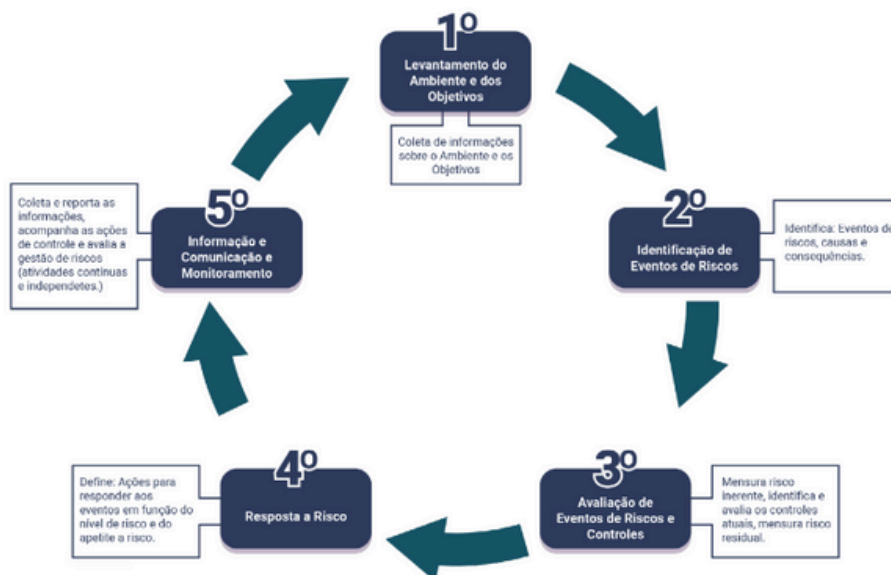 1º
Levantamento do
Ambiente e dos
Objetivos
Coleta de informações
sobre o Ambiente e os
Objetivos
2º
Identificação de
Eventos de Riscos
Identifica: Eventos de
riscos, causas e
consequências.
3º
Avaliação de
Eventos de Riscos e
Controles
Mensura risco
inerente, identifica e
avalia os controles
atuais, mensura risco
residual.
4º
Resposta a Risco
Define: Ações para
responder aos
eventos em função do
nível de risco e do
apetite a risco.
5º
Informação e
Comunicação e
Monitoramento
Coleta e reporta as
informações,
acompanha as ações
de controle e avalia a
gestão de riscos
(atividades contínuas
e independetes.)